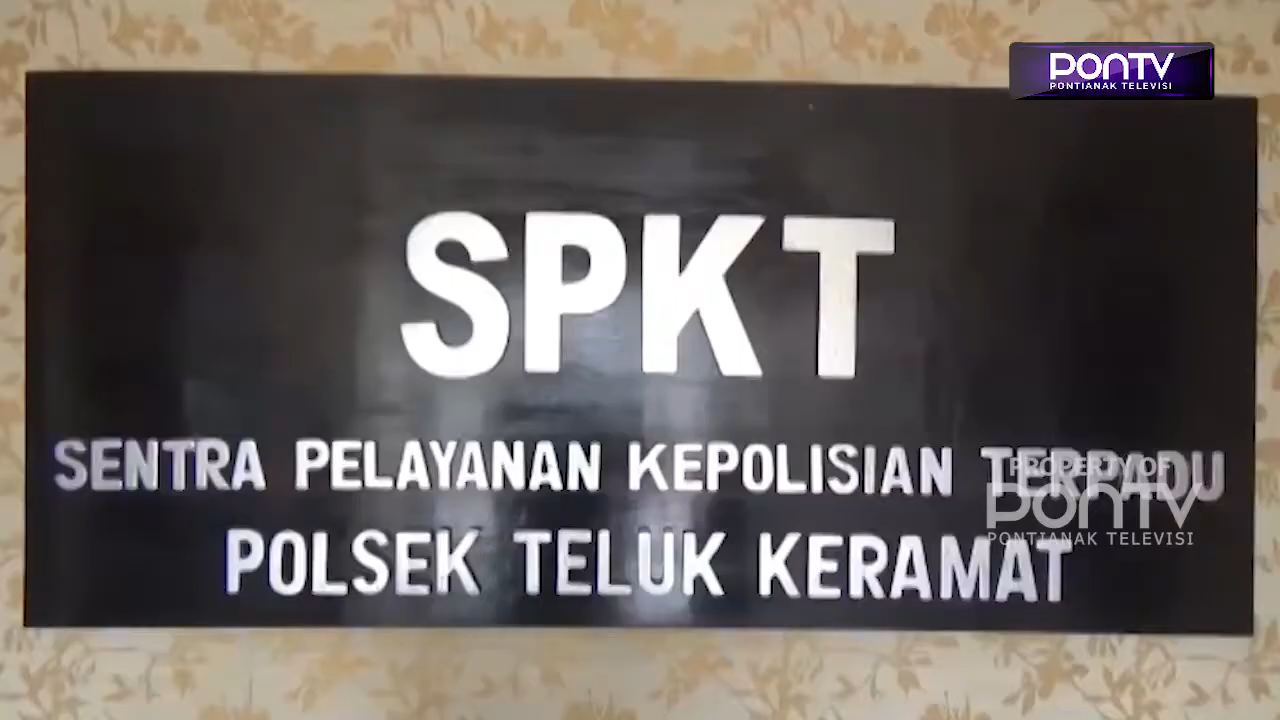 PONTV
PONTIANAK TELEVISI
SPKT
SENTRA PELAYANAN KEPOLISIAN TERPADU
POLSEK TELUK KERAMAT
PROPERTY OF
PONTV
PONTIANAK TELEVISI